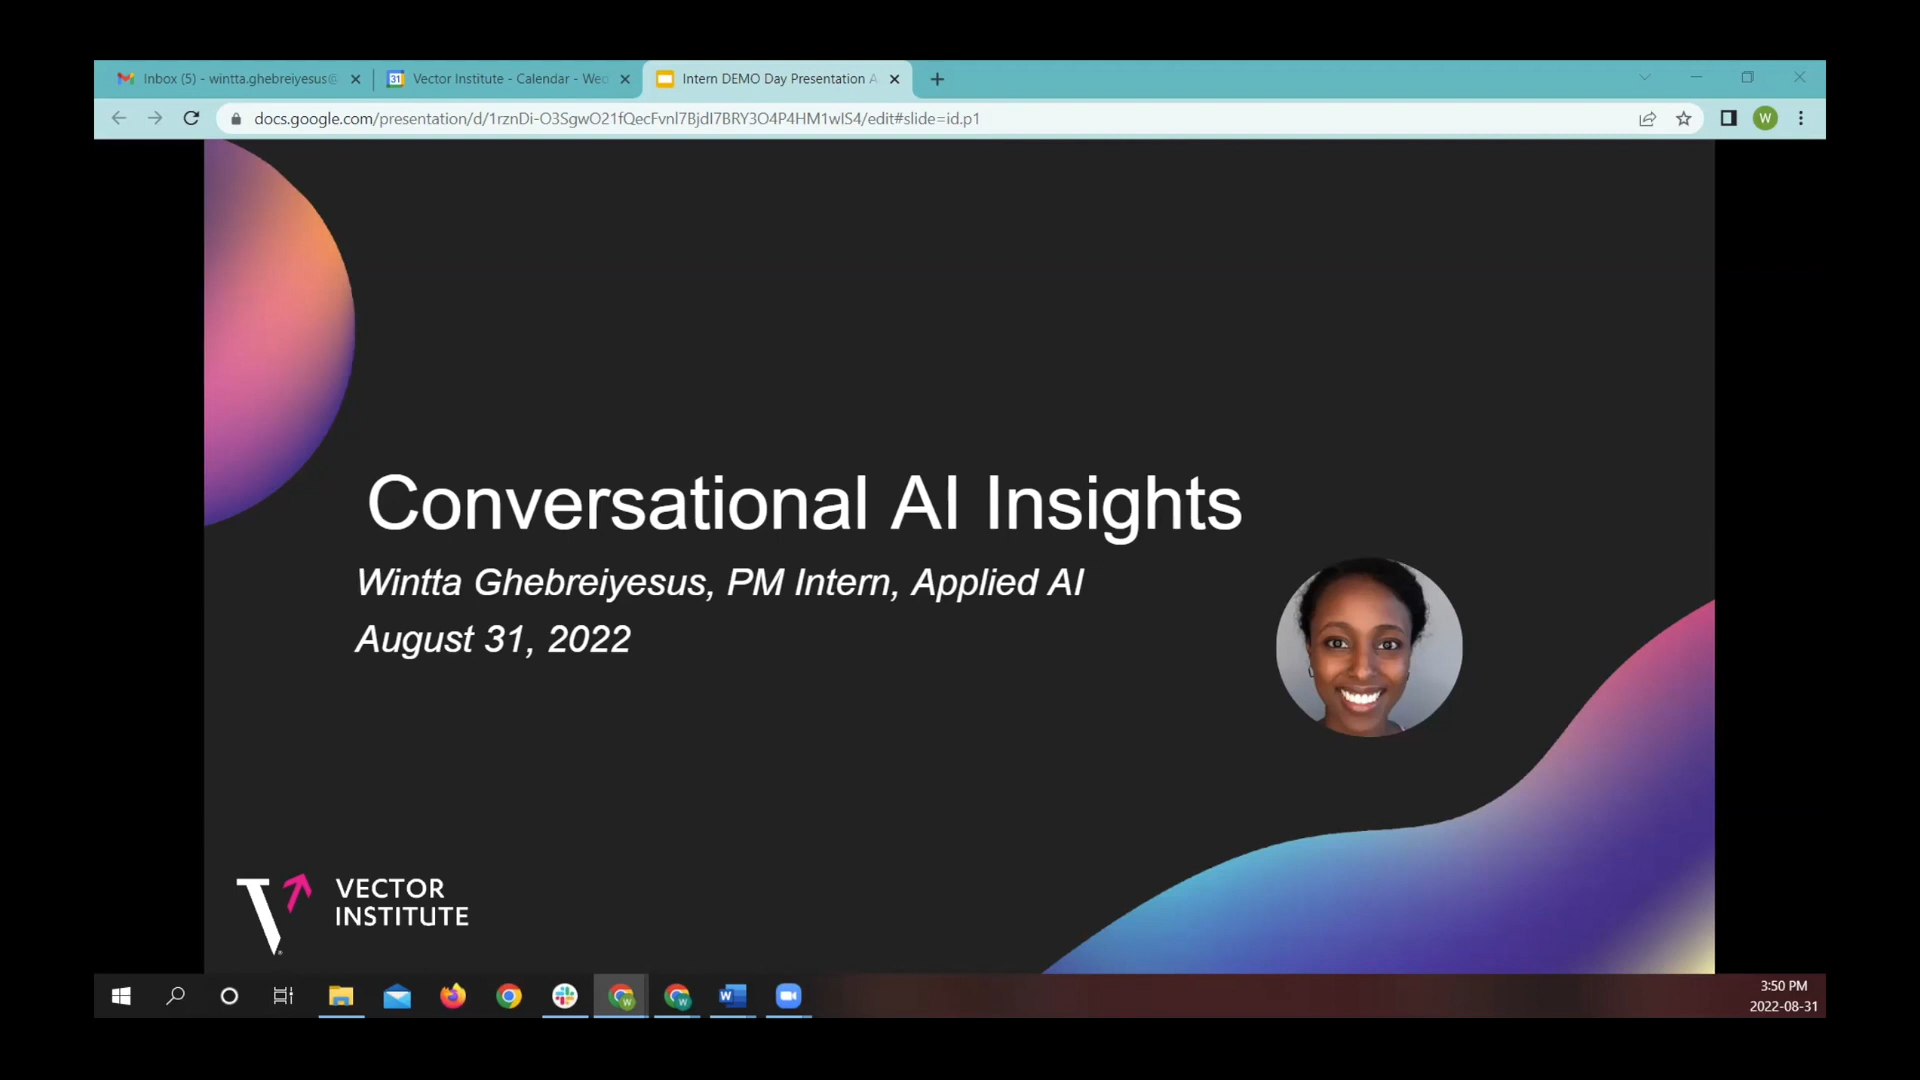 Inbox (5) - wintta.ghebreiyesus@
Vector Institute - Calendar - Wed
Intern DEMO Day Presentation A
docs.google.com/presentation/d/1rznDi-O3SgwO21fQecFvnl7BjdI7BRY3O4P4HM1wlS4/edit#slide=id.p1
W
31
Conversational AI Insights
Wintta Ghebreiyesus, PM Intern, Applied AI
August 31, 2022
VECTOR
INSTITUTE
3:50 PM
2022-08-31